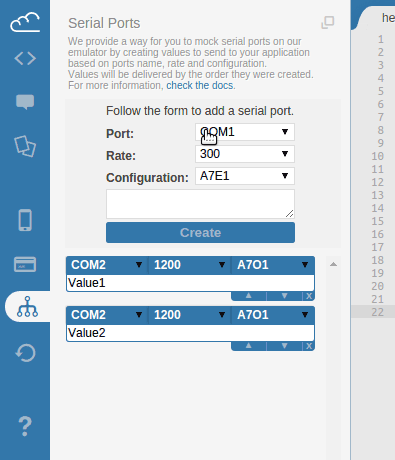 Serial Ports
We provide a way for you to mock serial ports on our
emulator by creating values to send to your application
based on ports name, rate and configuration.
Values will be delivered by the order they were created.
For more information, check the docs.
Follow the form to add a serial port.
Port: COM1
Rate: 300
Configuration: A7E1
Create
COM2 1200 A7O1
Value1
X
COM2 1200 A7O1
Value2
X
?
he
1
2
3
4
5
6
7
8
9
10
11
12
13
14
15
16
17
18
19
20
21
22